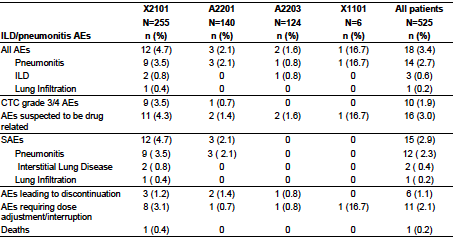 X2101 A2201 A2203 X1101 All patients
N=255 N=140 N=124 N=6 N=525
ILD/pneumonitis AEs n (%) n (%) n (%) n (%) n (%)
All AEs 12 (4.7) 3 (2.1) 2 (1.6) 1 (16.7) 18 (3.4)
Pneumonitis 9 (3.5) 3 (2.1) 1 (0.8) 1 (16.7) 14 (2.7)
ILD 2 (0.8) 0 1 (0.8) 0 3 (0.6)
Lung Infiltration 1 (0.4) 0 0 0 1 (0.2)
CTC grade 3/4 AEs 9 (3.5) 1 (0.7) 0 0 10 (1.9)
AEs suspected to be drug related 11 (4.3) 2 (1.4) 2 (1.6) 1 (16.7) 16 (3.0)
SAEs 12 (4.7) 3 (2.1) 0 0 15 (2.9)
Pneumonitis 9 ( 3.5) 3 ( 2.1) 0 0 12 ( 2.3)
Interstitial Lung Disease 2 ( 0.8) 0 0 0 2 ( 0.4)
Lung Infiltration 1 ( 0.4) 0 0 0 1 ( 0.2)
AEs leading to discontinuation 3 (1.2) 2 (1.4) 1 (0.8) 0 6 (1.1)
AEs requiring dose adjustment/interruption 8 (3.1) 1 (0.7) 1 (0.8) 1 (16.7) 11 (2.1)
Deaths 1 (0.4) 0 0 0 1 (0.2)